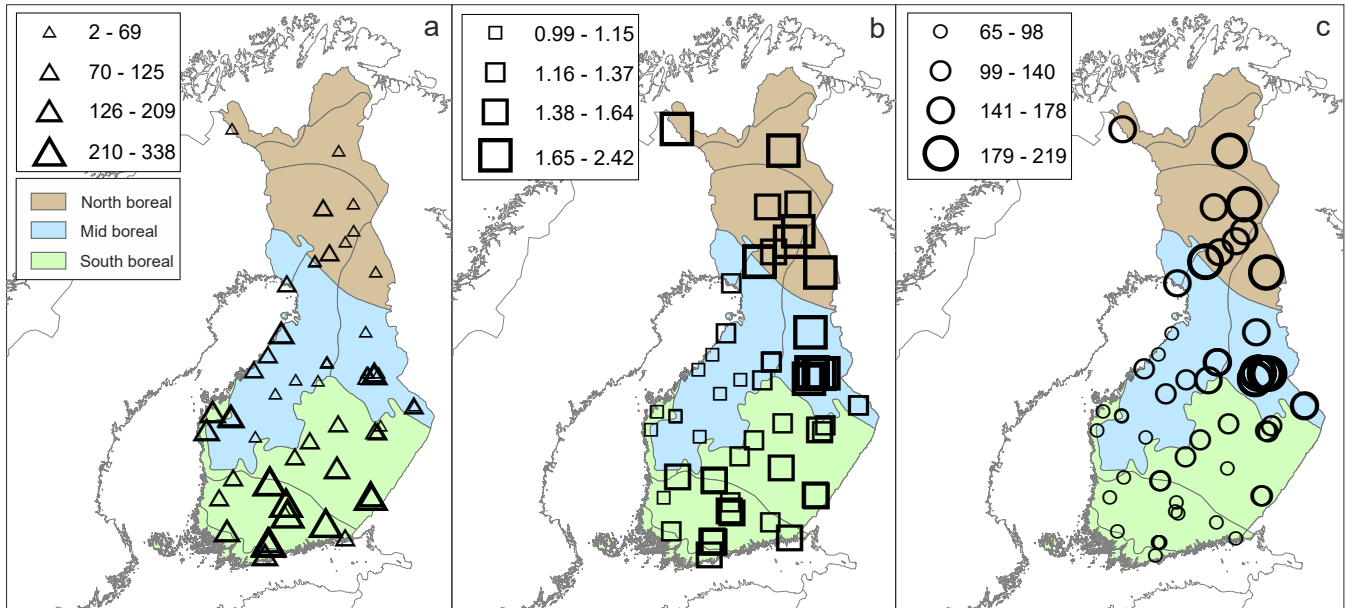 a
2 - 69
70 - 125
126 - 209
210 - 338
North boreal
Mid boreal
South boreal
b
0.99 - 1.15
1.16 - 1.37
1.38 - 1.64
1.65 - 2.42
c
65 - 98
99 - 140
141 - 178
179 - 219